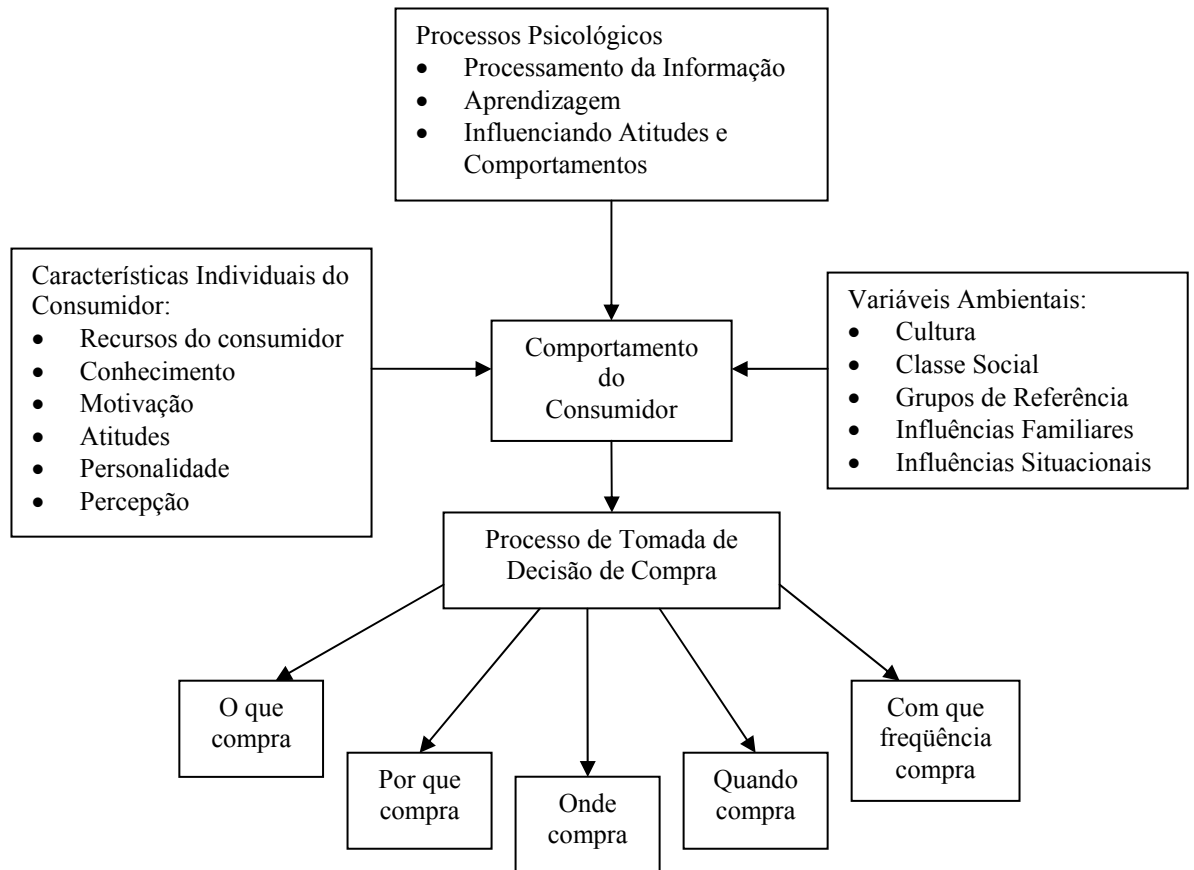 Processos Psicológicos
• Processamento da Informação
• Aprendizagem
• Influenciando Atitudes e
Comportamentos
Características Individuais do
Consumidor:
• Recursos do consumidor
• Conhecimento
• Motivação
• Atitudes
• Personalidade
• Percepção
Comportamento
do
Consumidor
Variáveis Ambientais:
• Cultura
• Classe Social
• Grupos de Referência
• Influências Familiares
• Influências Situacionais
Processo de Tomada de
Decisão de Compra
O que
compra
Por que
compra
Onde
compra
Quando
compra
Com que
freqüência
compra